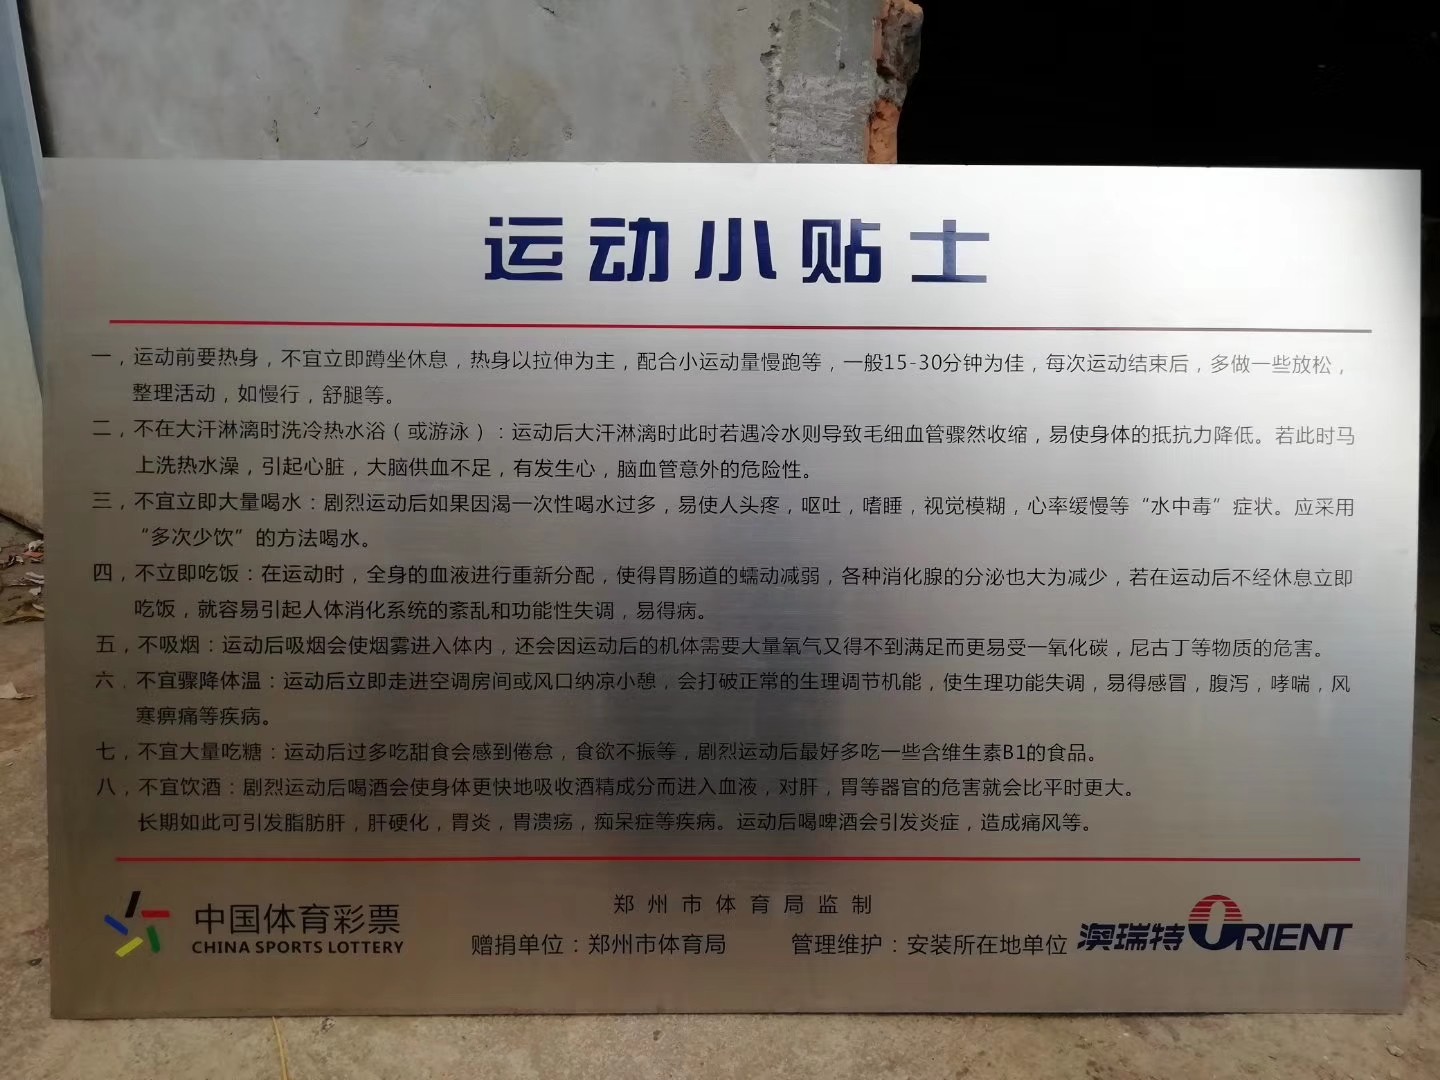 运动小贴士
一，运动前要热身，不宜立即蹲坐休息，热身以拉伸为主，配合小运动量慢跑等，一般15-30分钟为佳，每次运动结束后，多做一些放松，
整理活动，如慢行，舒腿等。
二，不在大汗淋漓时洗冷热水浴（或游泳）：运动后大汗淋漓时此时若遇冷水则导致毛细血管骤然收缩，易使身体的抵抗力降低。若此时马
上洗热水澡，引起心脏，大脑供血不足，有发生心，脑血管意外的危险性。
三，不宜立即大量喝水：剧烈运动后如果因渴一次性喝水过多，易使人头疼，呕吐，嗜睡，视觉模糊，心率缓慢等“水中毒”症状。应采用
“多次少饮”的方法喝水。
四，不立即吃饭：在运动时，全身的血液进行重新分配，使得胃肠道的蠕动减弱，各种消化腺的分泌也大为减少，若在运动后不经休息立即
吃饭，就容易引起人体消化系统的紊乱和功能性失调，易得病。
五，不吸烟：运动后吸烟会使烟雾进入体内，还会因运动后的机体需要大量氧气又得不到满足而更易受一氧化碳，尼古丁等物质的危害。
六，不宜骤降体温：运动后立即走进空调房间或风口纳凉小憩，会打破正常的生理调节机能，使生理功能失调，易得感冒，腹泻，哮喘，风
寒痹痛等疾病。
七，不宜大量吃糖：运动后过多吃甜食会感到倦怠，食欲不振等，剧烈运动后最好多吃一些含维生素B1的食品。
八，不宜饮酒：剧烈运动后喝酒会使身体更快地吸收酒精成分而进入血液，对肝，胃等器官的危害就会比平时更大。
长期如此可引发脂肪肝，肝硬化，胃炎，胃溃疡，痴呆症等疾病。运动后喝啤酒会引发炎症，造成痛风等。
郑州市体育局监制
中国体育彩票
CHINA SPORTS LOTTERY
赠捐单位：郑州市体育局 管理维护：安装所在地单位
澳瑞特 ORIENT